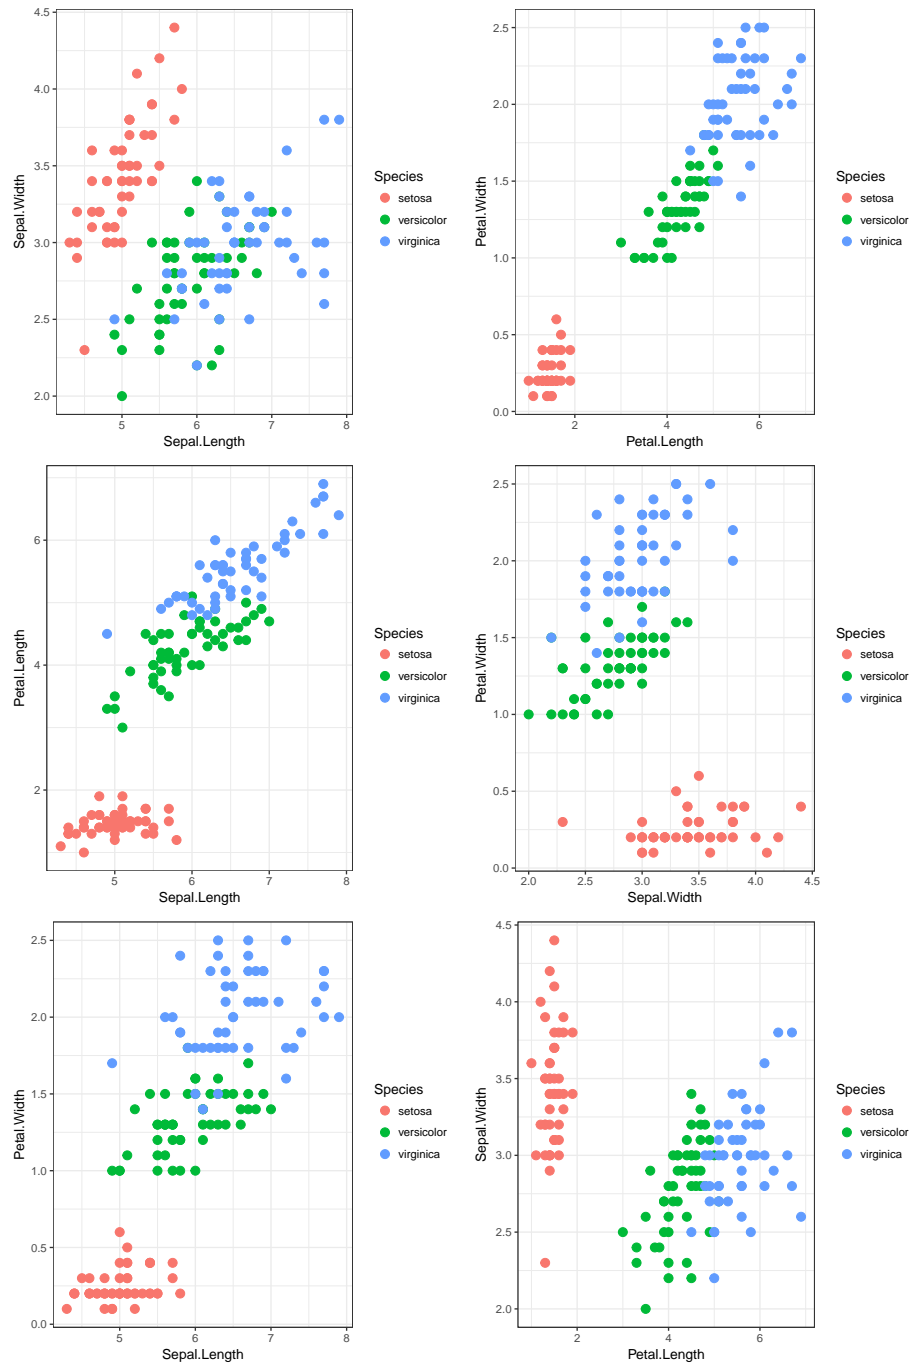 4.5
4.0
3.5
3.0
2.5
2.0
Sepal.Width
5 6 7 8
Sepal.Length
Species
setosa
versicolor
virginica
2.5
2.0
1.5
1.0
0.5
0.0
Petal.Width
2 4 6
Petal.Length
Species
setosa
versicolor
virginica
6
4
2
Petal.Length
5 6 7 8
Sepal.Length
Species
setosa
versicolor
virginica
2.5
2.0
1.5
1.0
0.5
0.0
Petal.Width
2.0 2.5 3.0 3.5 4.0 4.5
Sepal.Width
Species
setosa
versicolor
virginica
2.5
2.0
1.5
1.0
0.5
0.0
Petal.Width
5 6 7 8
Sepal.Length
Species
setosa
versicolor
virginica
4.5
4.0
3.5
3.0
2.5
2.0
Sepal.Width
2 4 6
Petal.Length
Species
setosa
versicolor
virginica